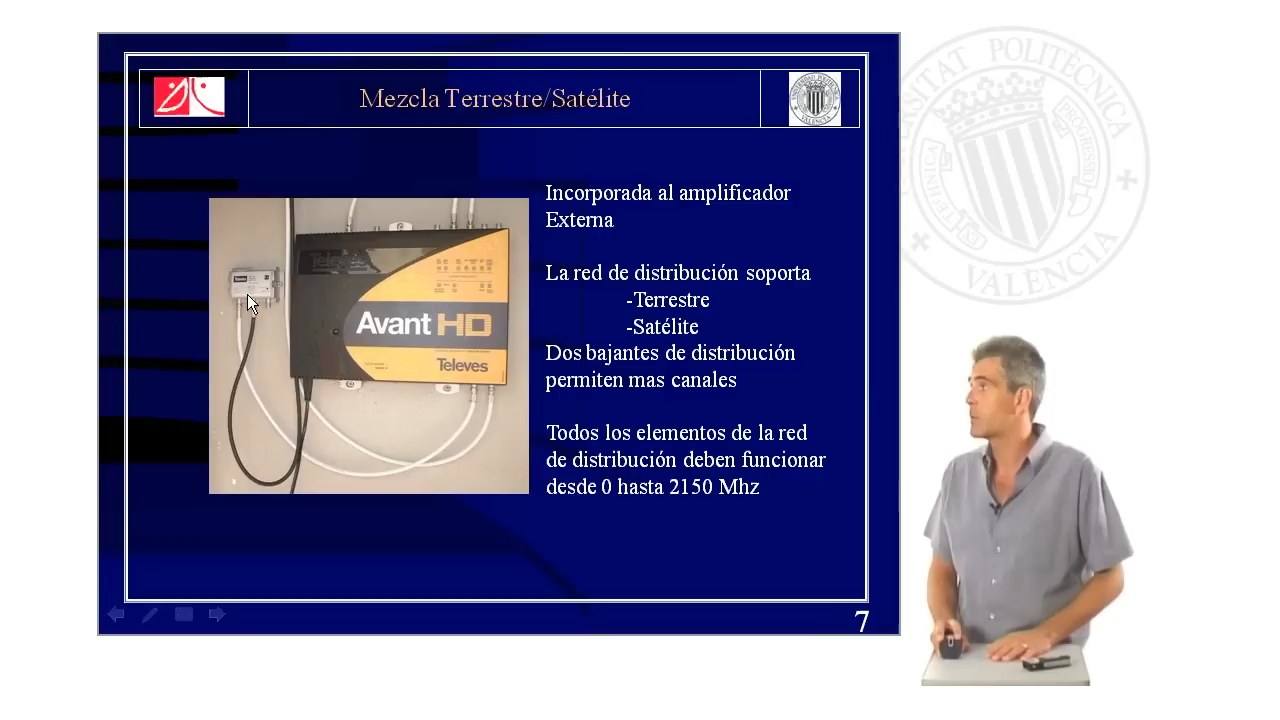 Mezcla Terrestre/Satélite
Incorporada al amplificador
Externa
La red de distribución soporta
-Terrestre
-Satélite
Dos bajantes de distribución
permiten mas canales
Todos los elementos de la red
de distribución deben funcionar
desde 0 hasta 2150 Mhz
Televes
Avant HD
Televes
7
POLITÈCNICA
VALENCIA